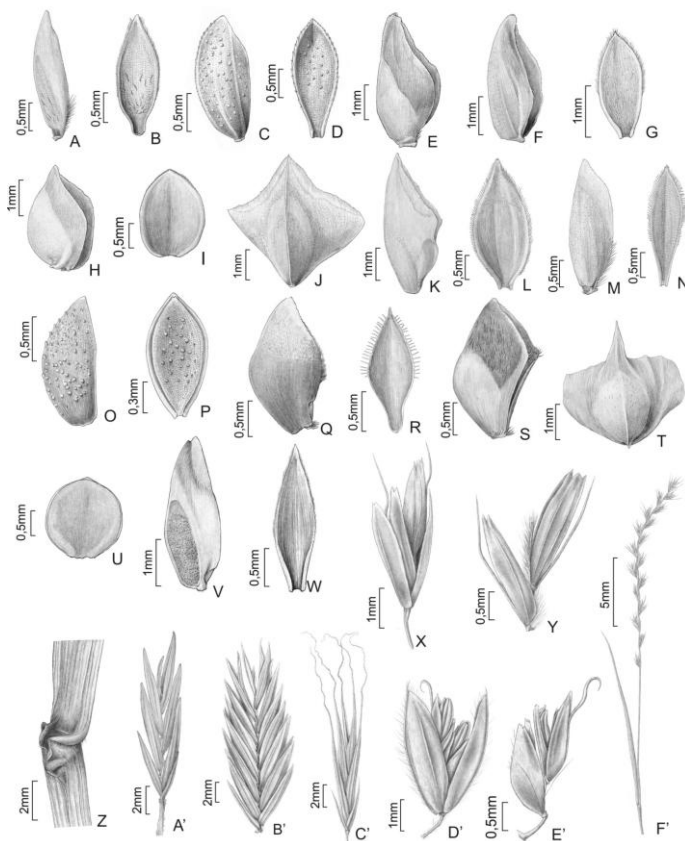 0,5mm A 0,5mm B 0,5mm C 0,5mm D 1mm E 1mm F 1mm G
1mm H 0,5mm I 1mm J 1mm K 0,5mm L 0,5mm M 0,5mm N
0,5mm O 0,3mm P 0,5mm Q 0,5mm R 0,5mm S 1mm T
0,5mm U 1mm V 0,5mm W 1mm X 0,5mm Y 5mm
2mm Z 2mm A' 2mm B' 2mm C' 1mm D' 0,5mm E' F'